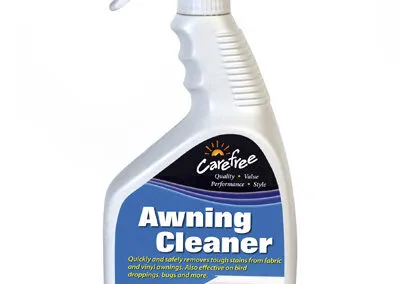 Carefree
Quality • Value
Performance • Style
Awning
Cleaner
Quickly and safely removes tough stains from fabric
and vinyl awnings. Also effective on bird
droppings, bugs and more.